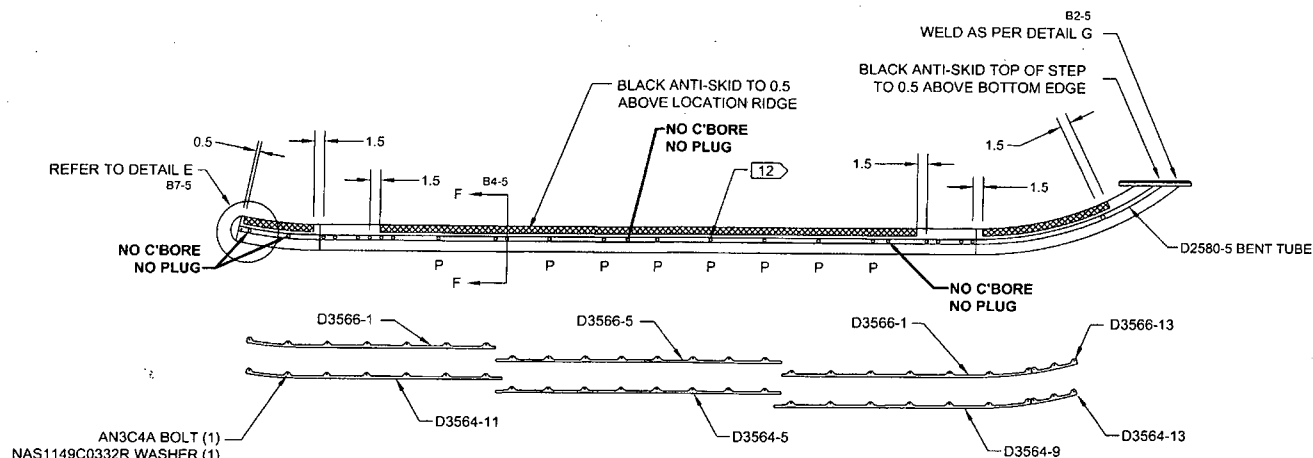 B2-5
WELD AS PER DETAIL G
BLACK ANTI-SKID TOP OF STEP
TO 0.5 ABOVE BOTTOM EDGE
BLACK ANTI-SKID TO 0.5
ABOVE LOCATION RIDGE
NO C'BORE
NO PLUG
0.5
1.5
1.5
12
1.5
1.5
1.5
REFER TO DETAIL E
B7-5
F
B4-5
NO C'BORE
NO PLUG
D2580-5 BENT TUBE
P
P
P
P
P
P
P
P
F
NO C'BORE
NO PLUG
D3566-1
D3566-5
D3566-1
D3566-13
D3564-11
D3564-5
D3564-9
D3564-13
AN3C4A BOLT (1)
NAS1149C0332R WASHER (1)